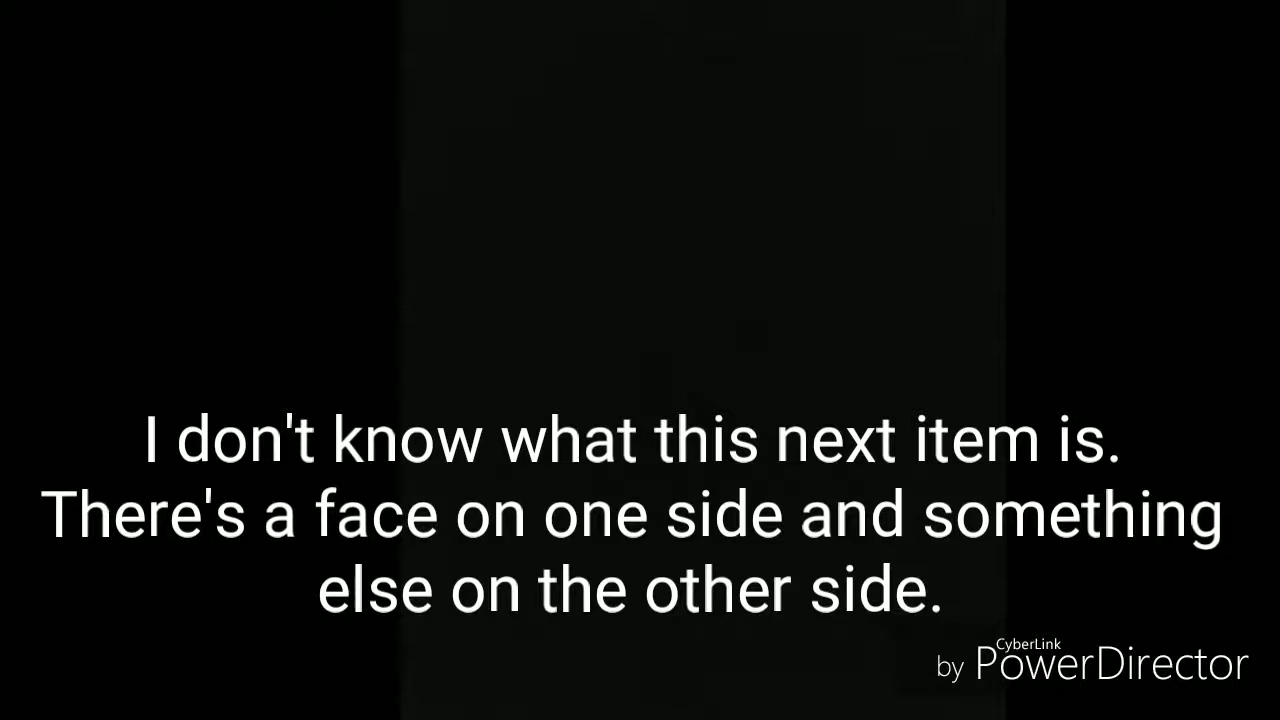 I don't know what this next item is.
There's a face on one side and something
else on the other side.
CyberLink
by PowerDirector